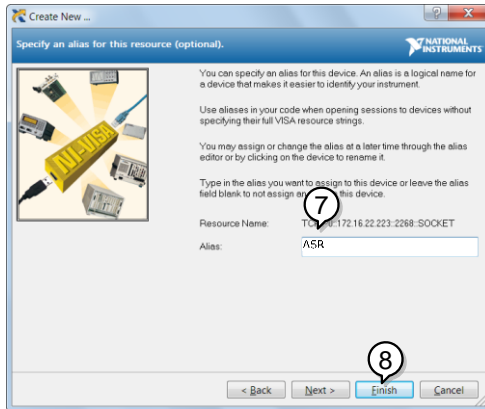 Create New ...
Specify an alias for this resource (optional).
NATIONAL
INSTRUMENTS
You can specify an alias for this device. An alias is a logical name for
a device that makes it easier to identify your instrument.
Use aliases in your code when opening sessions to devices without
specifying their full VISA resource strings.
You may assign or change the alias at a later time through the alias
editor or by clicking on the device to rename it.
Type in the alias you want to assign to this device or leave the alias
field blank to not assign an this device.
NI-VISA
7
Resource Name: ::172.16.22.223::2268::SOCKET
Alias: ASR
8
< Back Next > Finish Cancel